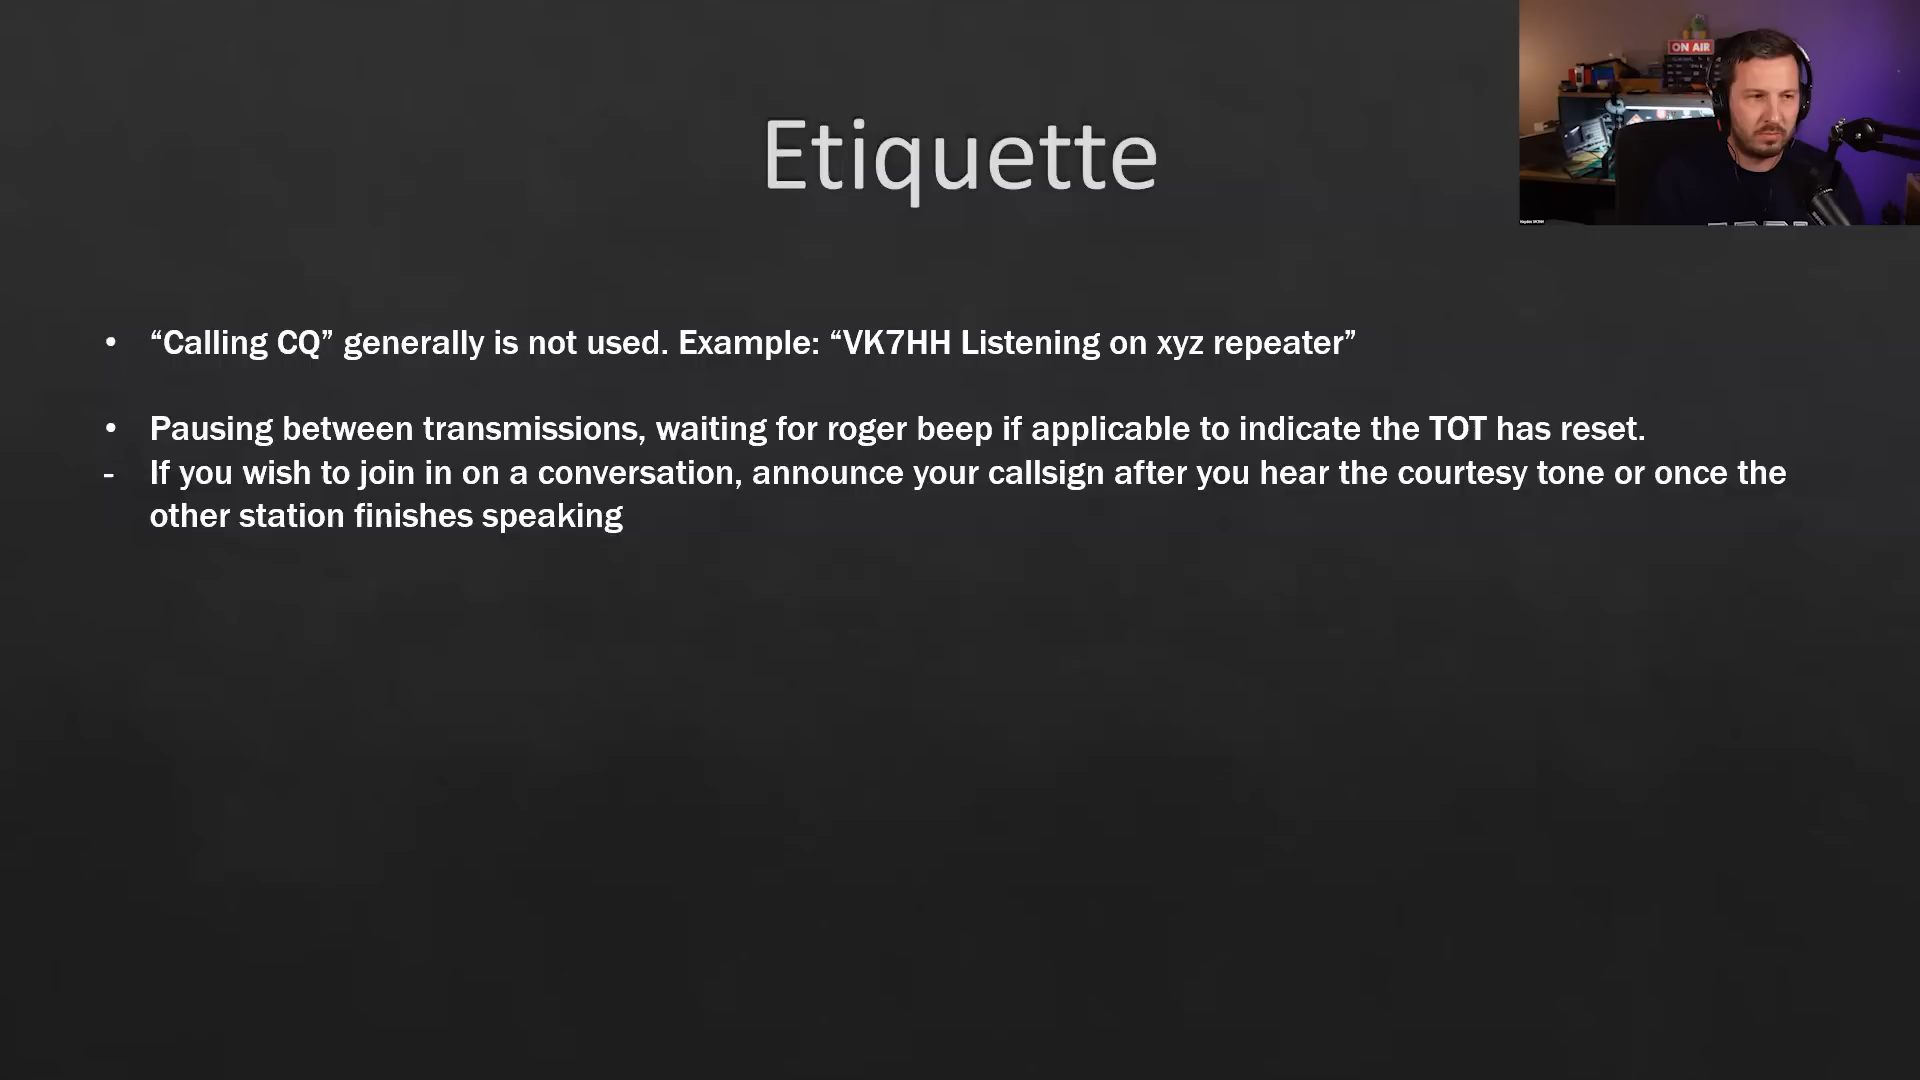 ON AIR
Etiquette
• “Calling CQ” generally is not used. Example: “VK7HH Listening on xyz repeater”
• Pausing between transmissions, waiting for roger beep if applicable to indicate the TOT has reset.
- If you wish to join in on a conversation, announce your callsign after you hear the courtesy tone or once the
other station finishes speaking